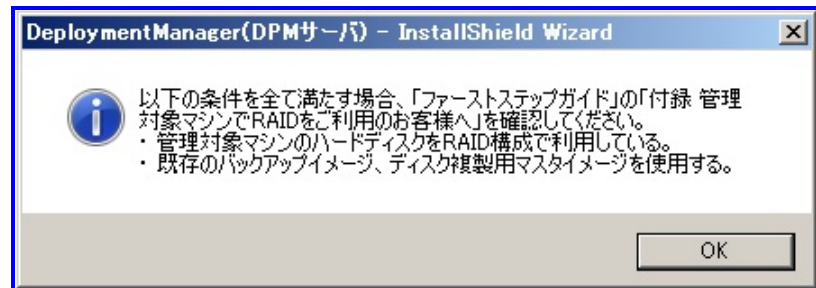 DeploymentManager(DPMサーバ) - InstallShield Wizard
以下の条件を全て満たす場合、「ファーストステップガイド」の「付録 管理
対象マシンでRAIDをご利用のお客様へ」を確認してください。
・ 管理対象マシンのハードディスクをRAID構成で利用している。
・ 既存のバックアップイメージ、ディスク複製用マスタイメージを使用する。
OK